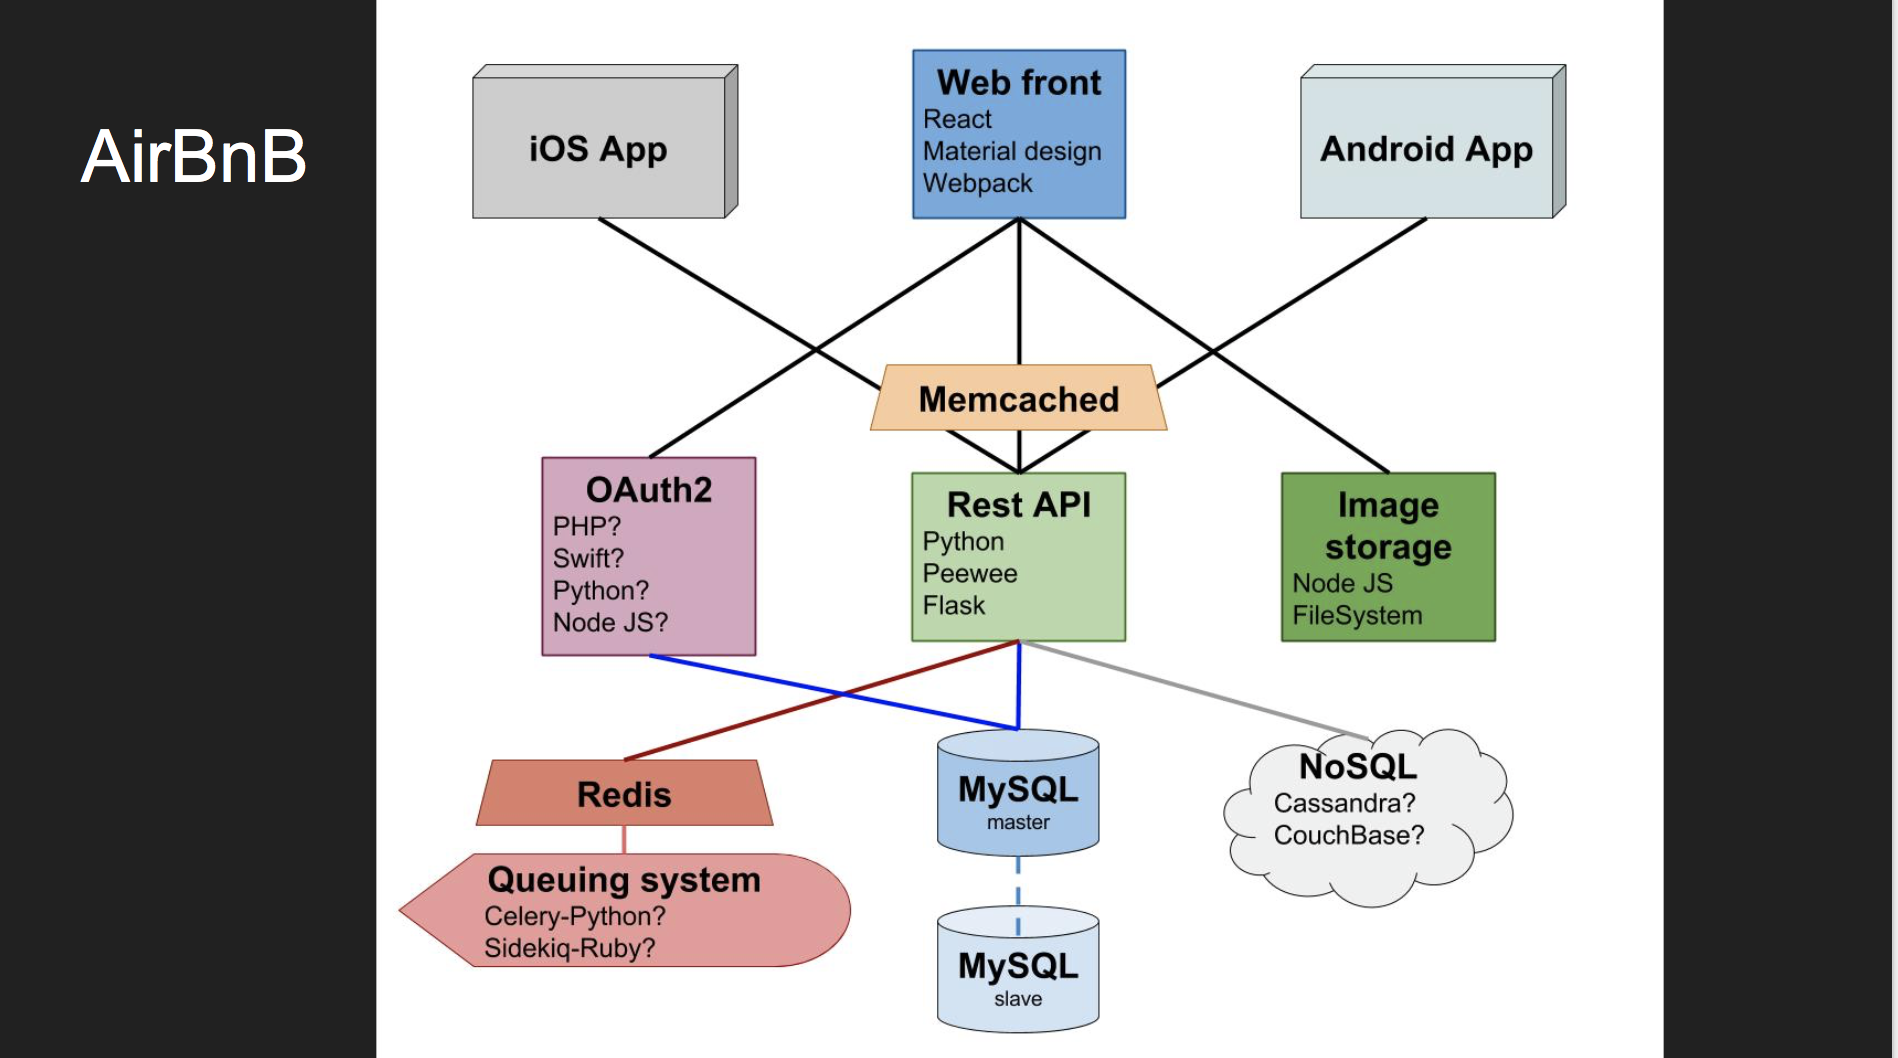 AirBnB
iOS App
Web front
React
Material design
Webpack
Android App
Memcached
OAuth2
PHP?
Swift?
Python?
Node JS?
Rest API
Python
Peewee
Flask
Image
storage
Node JS
FileSystem
Redis
Queuing system
Celery-Python?
Sidekiq-Ruby?
MySQL
master
MySQL
slave
NoSQL
Cassandra?
CouchBase?